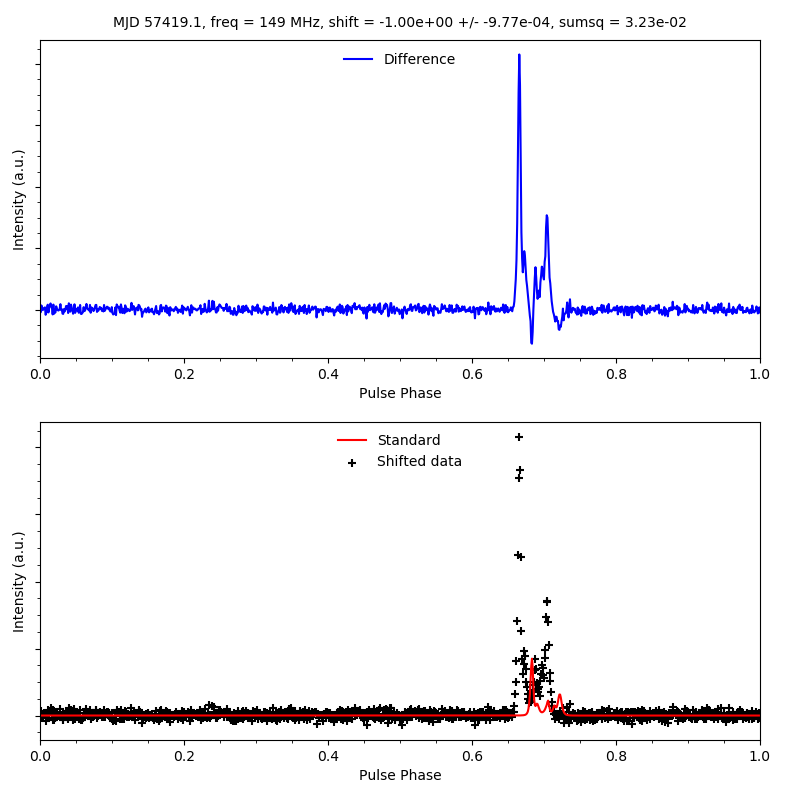 MJD 57419.1, freq = 149 MHz, shift = -1.00e+00 +/- -9.77e-04, sumsq = 3.23e-02
Difference
Intensity (a.u.)
0.0 0.2 0.4 0.6 0.8 1.0
Pulse Phase
Standard
Shifted data
Intensity (a.u.)
0.0 0.2 0.4 0.6 0.8 1.0
Pulse Phase